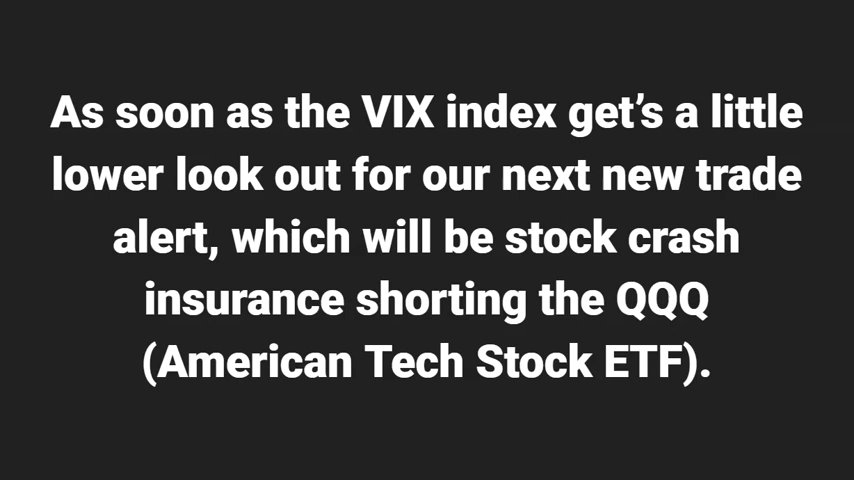 As soon as the VIX index get's a little
lower look out for our next new trade
alert, which will be stock crash
insurance shorting the QQQ
(American Tech Stock ETF).